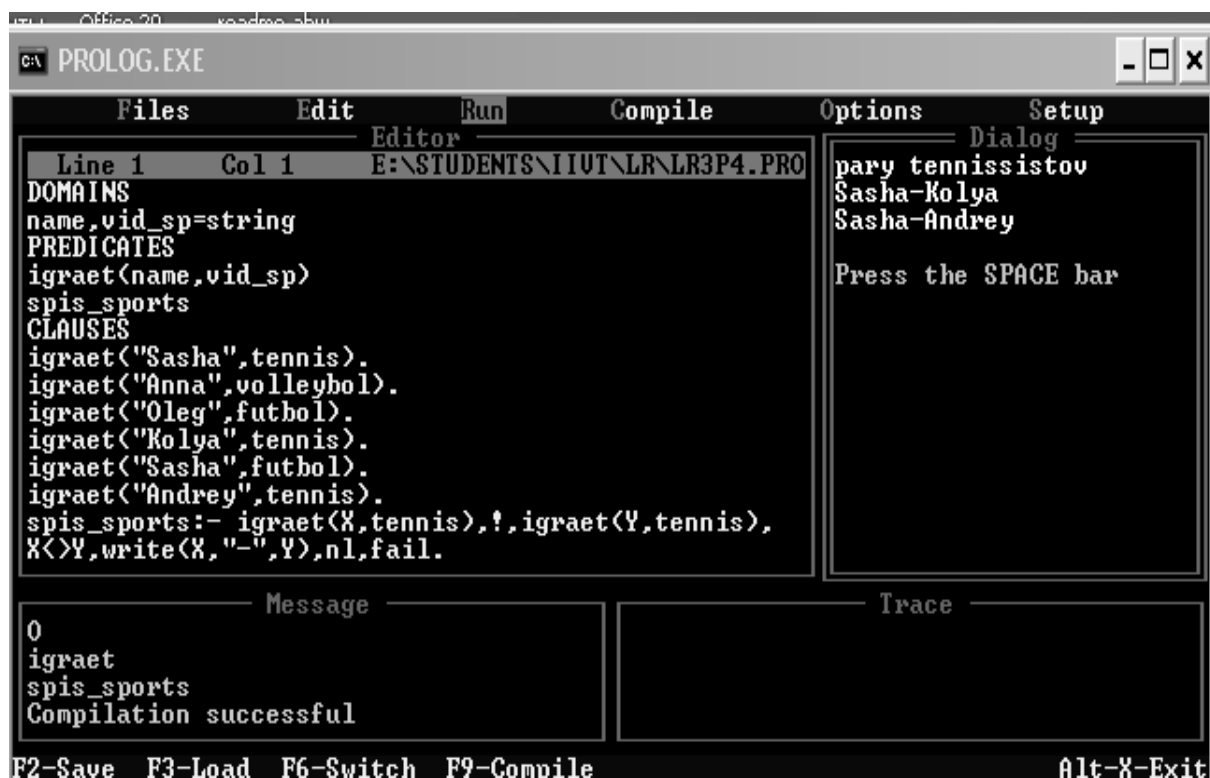 Office 20 readme.abw
PROLOG.EXE
Files Edit Run Compile Options Setup
Editor
Line 1 Col 1 E:\STUDENTS\IIVT\LR\LR3P4.PRO
DOMAINS
name,vid_sp=string
PREDICATES
igraet(name,vid_sp)
spis_sports
CLAUSES
igraet("Sasha",tennis).
igraet("Anna",volleybol).
igraet("Oleg",futbol).
igraet("Kolya",tennis).
igraet("Sasha",futbol).
igraet("Andrey",tennis).
spis_sports:- igraet(X,tennis),!,igraet(Y,tennis),
X<>Y,write(X,"-",Y),nl,fail.
Dialog
pary tennissistov
Sasha-Kolya
Sasha-Andrey
Press the SPACE bar
Message
O
igraet
spis_sports
Compilation successful
Trace
F2-Save F3-Load F6-Switch F9-Compile Alt-X-Exit